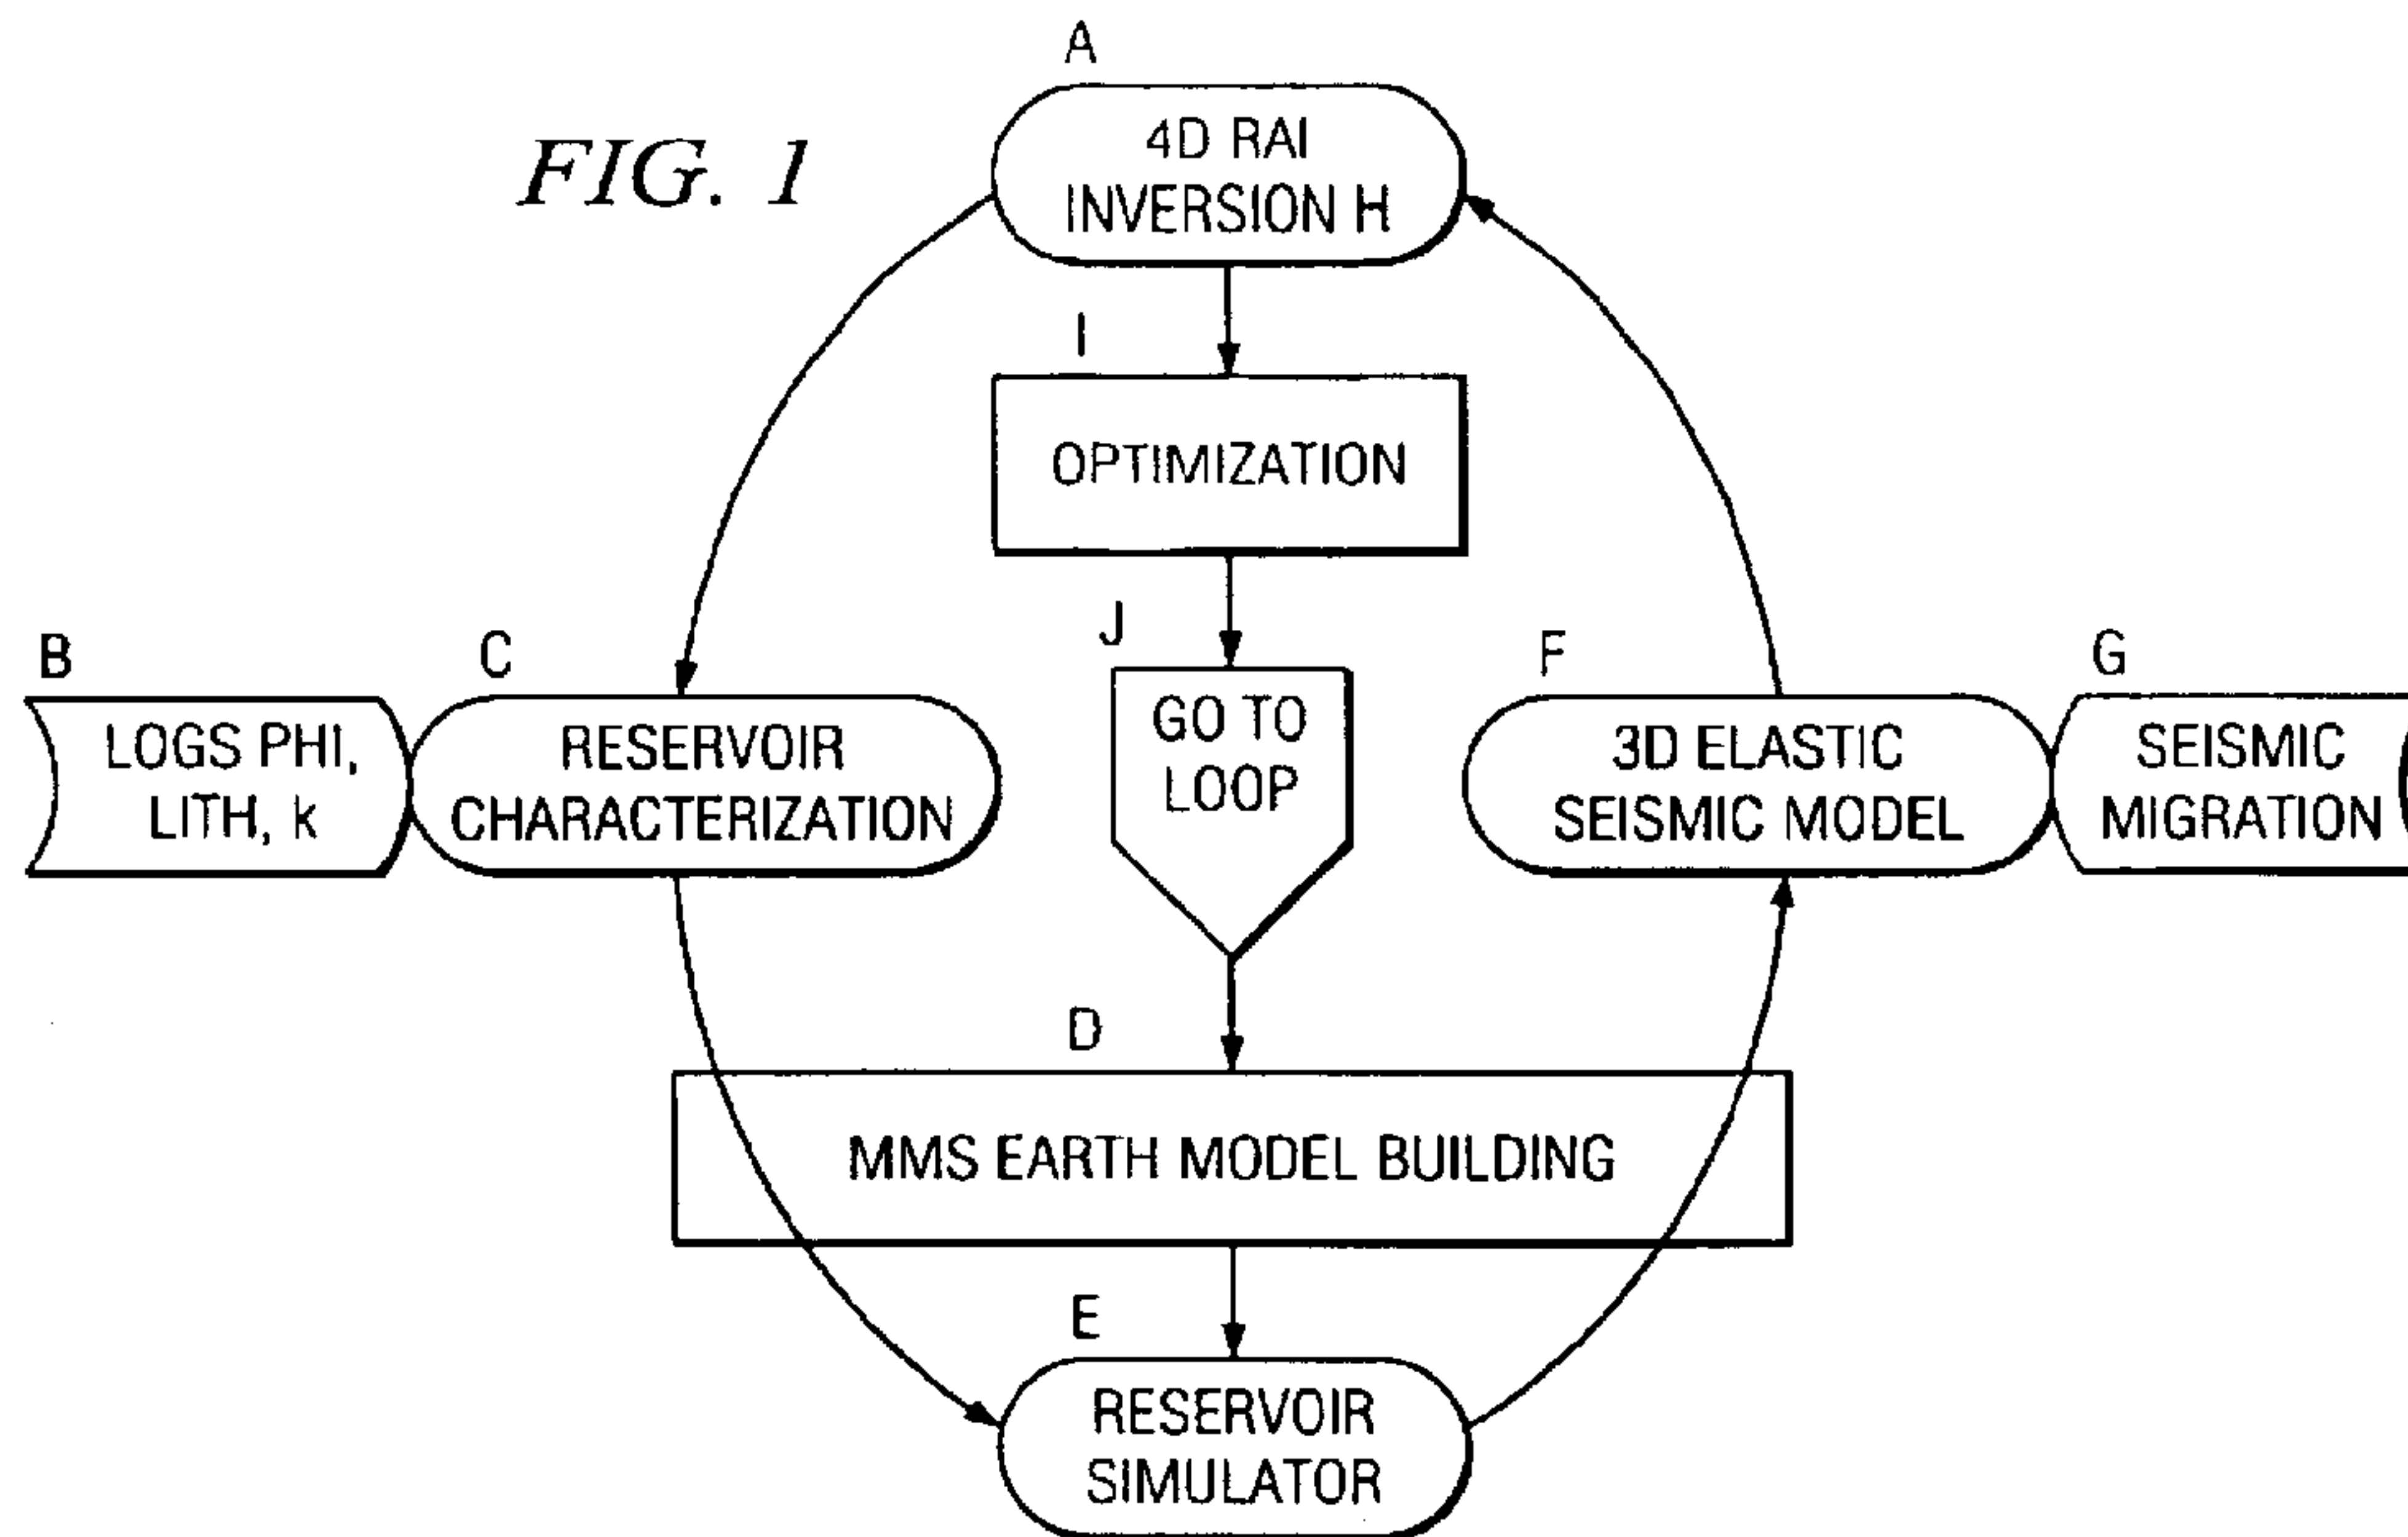 FIG. 1
A
4D RAI
INVERSION H
I
OPTIMIZATION
J
GO TO
LOOP
B
LOGS PHI,
LITH, k
C
RESERVOIR
CHARACTERIZATION
F
3D ELASTIC
SEISMIC MODEL
G
SEISMIC
MIGRATION
D
MMS EARTH MODEL BUILDING
E
RESERVOIR
SIMULATOR